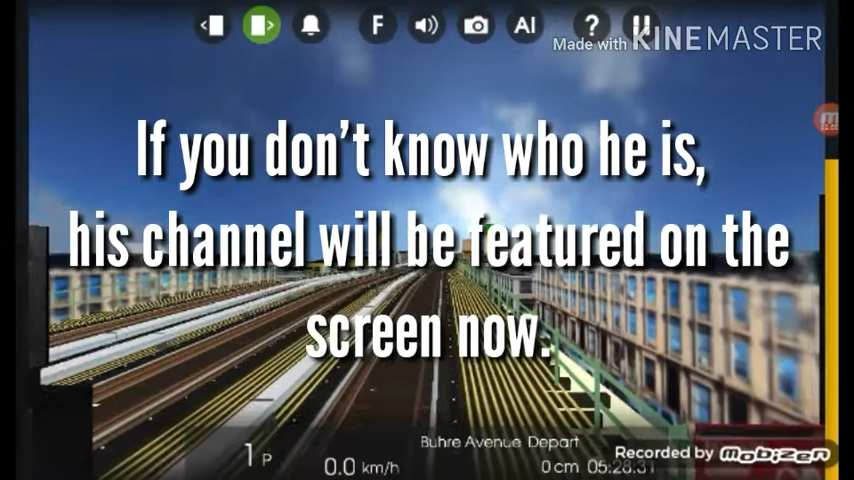 F
AI
?
Made with KINEMASTER
If you don't know who he is,
his channel will be featured on the
screen now.
Buhre Avenue Depart
1 P
0.0 km/h
0cm 05:28:31
Recorded by mobizen